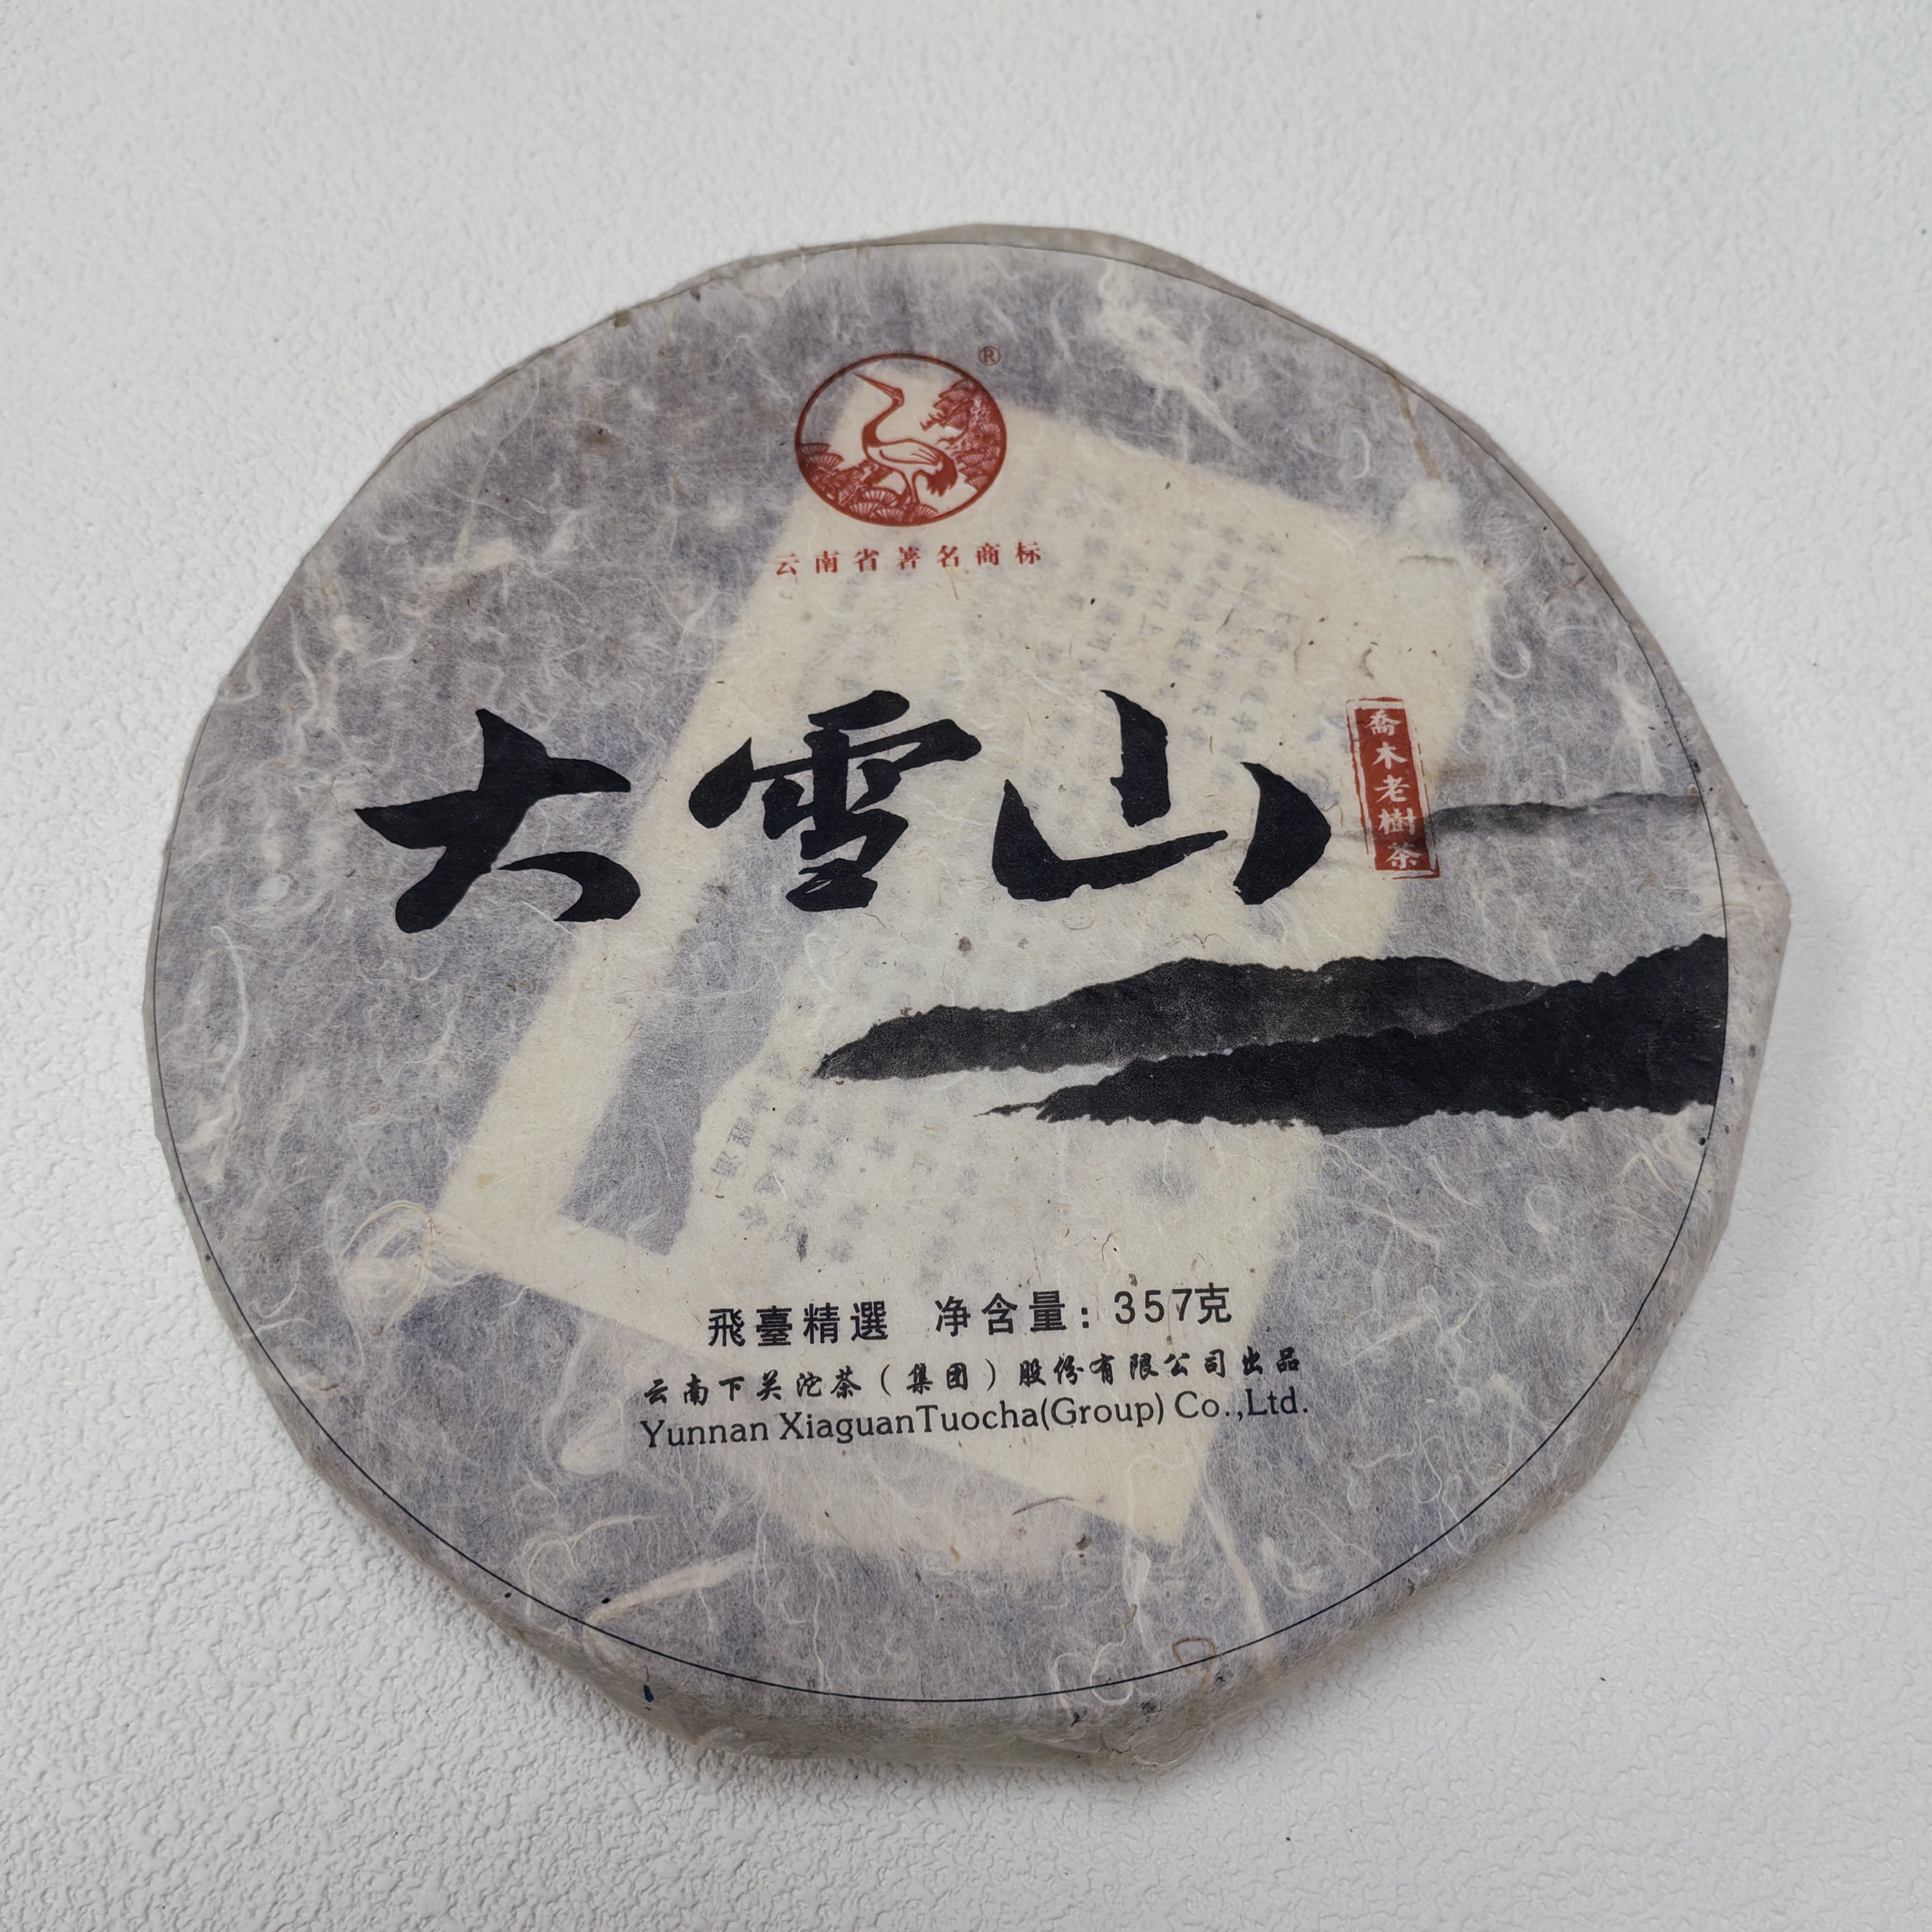 ®
云南省著名商标
大雪山
喬木老樹茶
飛臺精選 净含量：357克
云南下关沱茶（集团）股份有限公司出品
Yunnan XiaguanTuocha(Group) Co.,Ltd.